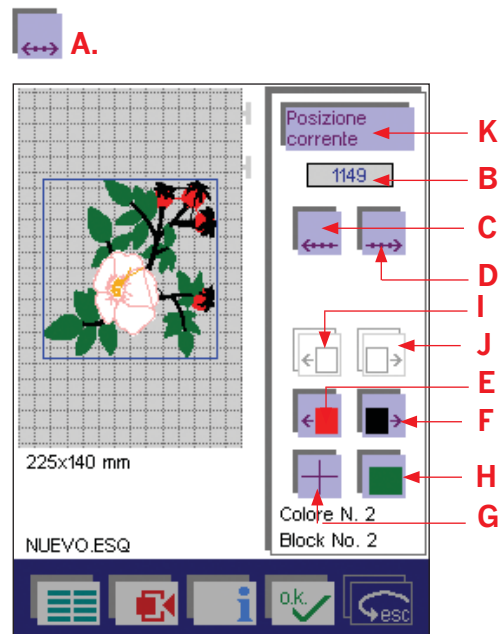 A.
Posizione
corrente
K
1149
B
C
D
I
J
E
F
H
G
225x140 mm
Colore N. 2
NUEVO.ESQ
Block No. 2
i
o.k.
esc